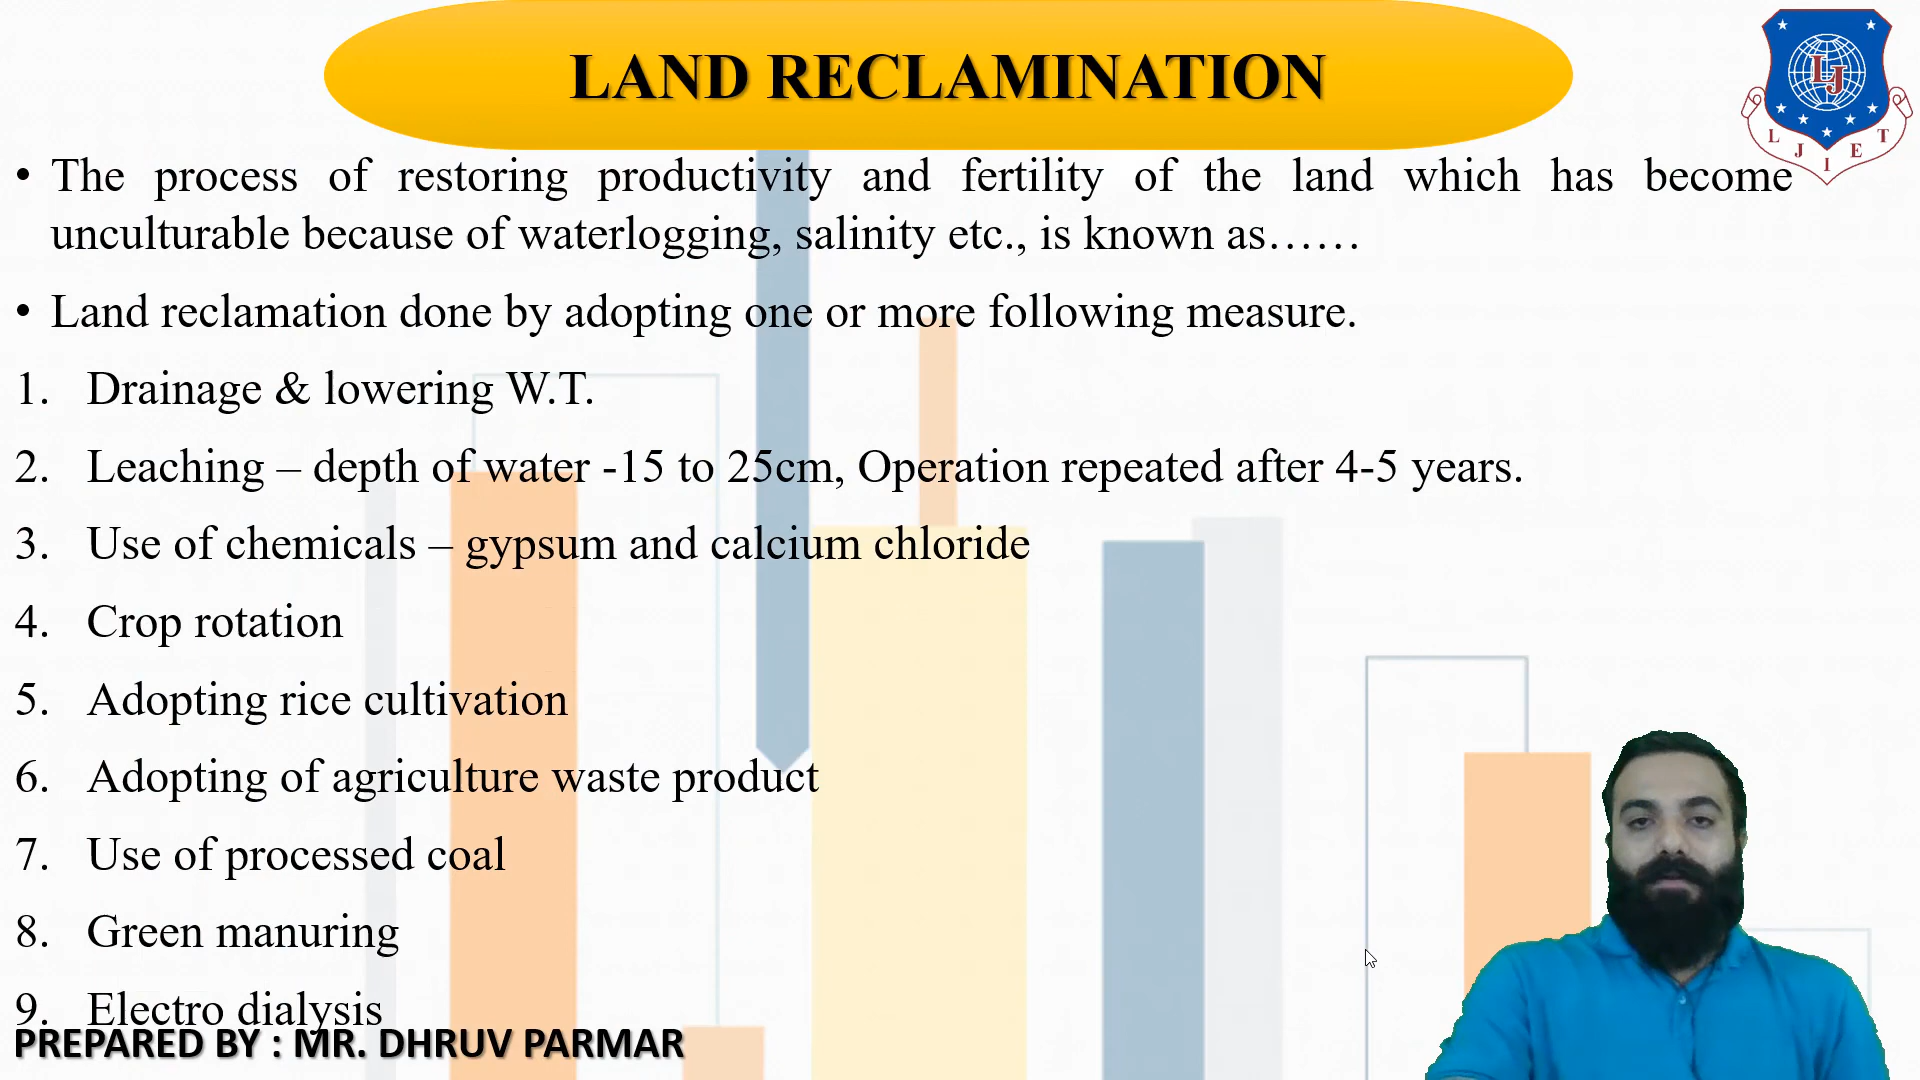 LAND RECLAMINATION
LJ
L J I E T
• The process of restoring productivity and fertility of the land which has become
unculturable because of waterlogging, salinity etc., is known as……
• Land reclamation done by adopting one or more following measure.
1. Drainage & lowering W.T.
2. Leaching – depth of water -15 to 25cm, Operation repeated after 4-5 years.
3. Use of chemicals – gypsum and calcium chloride
4. Crop rotation
5. Adopting rice cultivation
6. Adopting of agriculture waste product
7. Use of processed coal
8. Green manuring
9. Electro dialysis
PREPARED BY : MR. DHRUV PARMAR